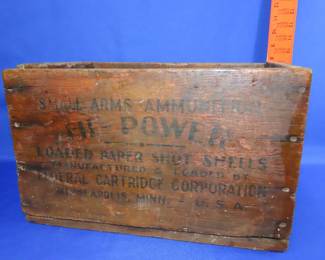 SMALL ARMS AMMUNITION
HI-POWER
LOADED PAPER SHOT SHELLS
MANUFACTURED & LOADED BY
FEDERAL CARTRIDGE CORPORATION
MINNEAPOLIS, MINN., U.S.A.